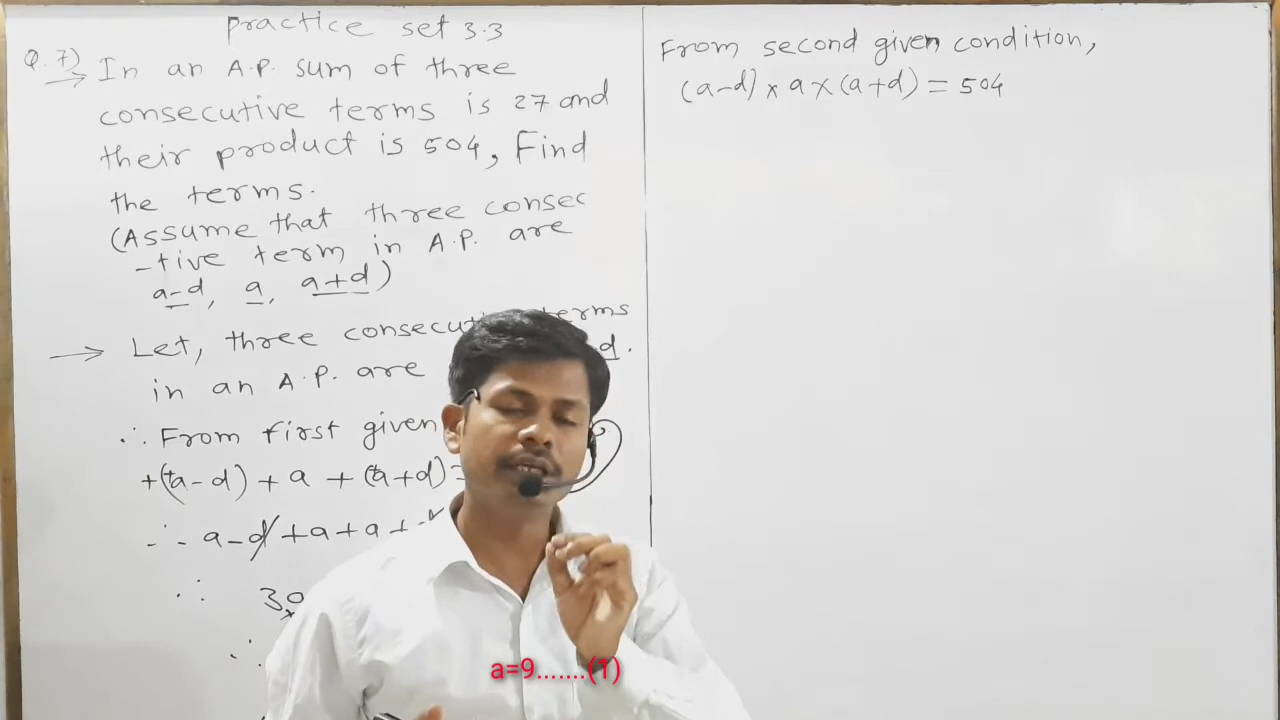 practice set 3.3
Q.7) In an A.P. sum of three
consecutive terms is 27 and
their product is 504, Find
the terms.
(Assume that three consec
-tive term in A.P. are
a-d, a, a+d)
→ Let, three consecut terms
in an A.P. are d.
∴ From first given
+(+a-d) + a + (+a+d)=
∴ a-d+a+a+
∴ 3a
∴
From second given condition,
(a-d) × a × (a+d) = 504
a=9.......(1)